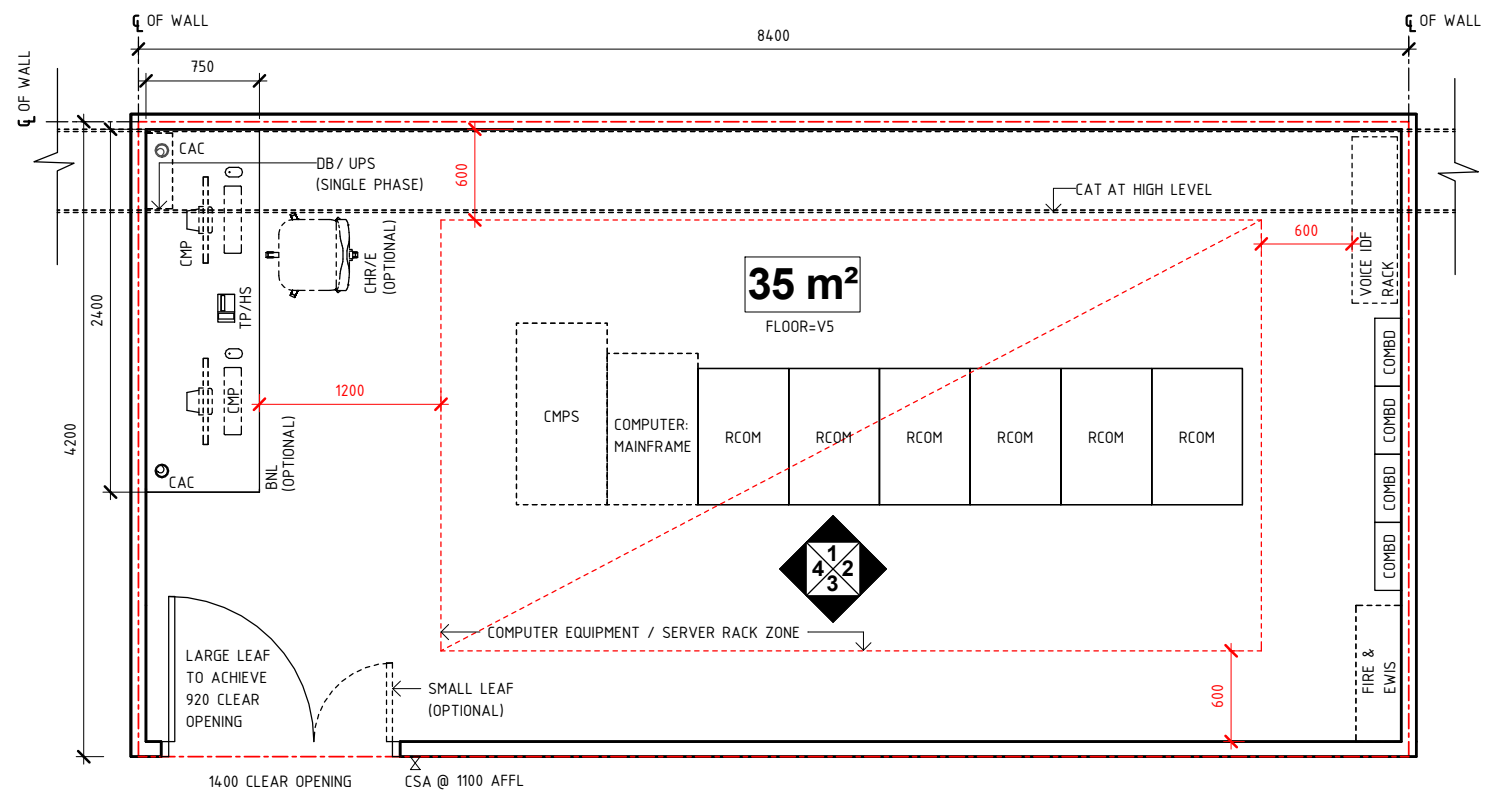 ℄ OF WALL
℄ OF WALL
8400
℄ OF WALL
750
CAC
DB / UPS
(SINGLE PHASE)
600
CAT AT HIGH LEVEL
CMP
CHR/E
(OPTIONAL)
600
VOICE IDF
RACK
35 m²
FLOOR=V5
2400
TP/HS
COMBD
COMBD
COMBD
COMBD
1200
CMP
CMPS
COMPUTER:
MAINFRAME
RCOM
RCOM
RCOM
RCOM
RCOM
RCOM
4200
BNL
(OPTIONAL)
CAC
1
4 2
3
COMPUTER EQUIPMENT / SERVER RACK ZONE
LARGE LEAF
TO ACHIEVE
920 CLEAR
OPENING
SMALL LEAF
(OPTIONAL)
600
FIRE &
EWIS
1400 CLEAR OPENING
CSA @ 1100 AFFL